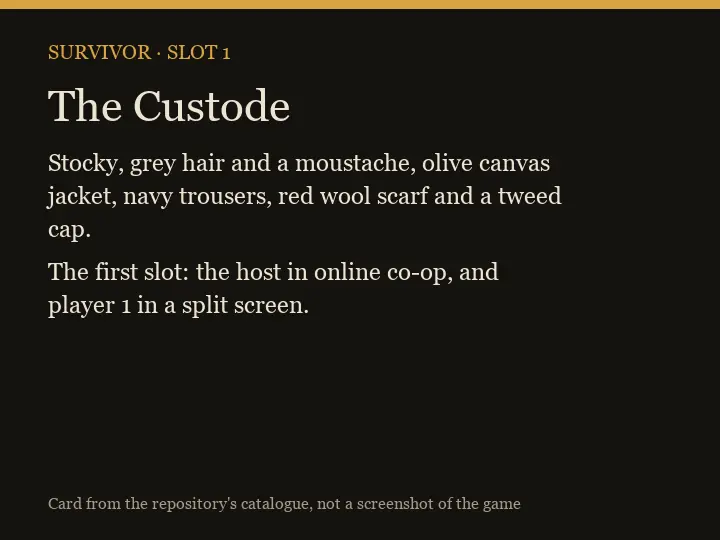 SURVIVOR · SLOT 1
The Custode
Stocky, grey hair and a moustache, olive canvas
jacket, navy trousers, red wool scarf and a tweed
cap.
The first slot: the host in online co-op, and
player 1 in a split screen.
Card from the repository's catalogue, not a screenshot of the game